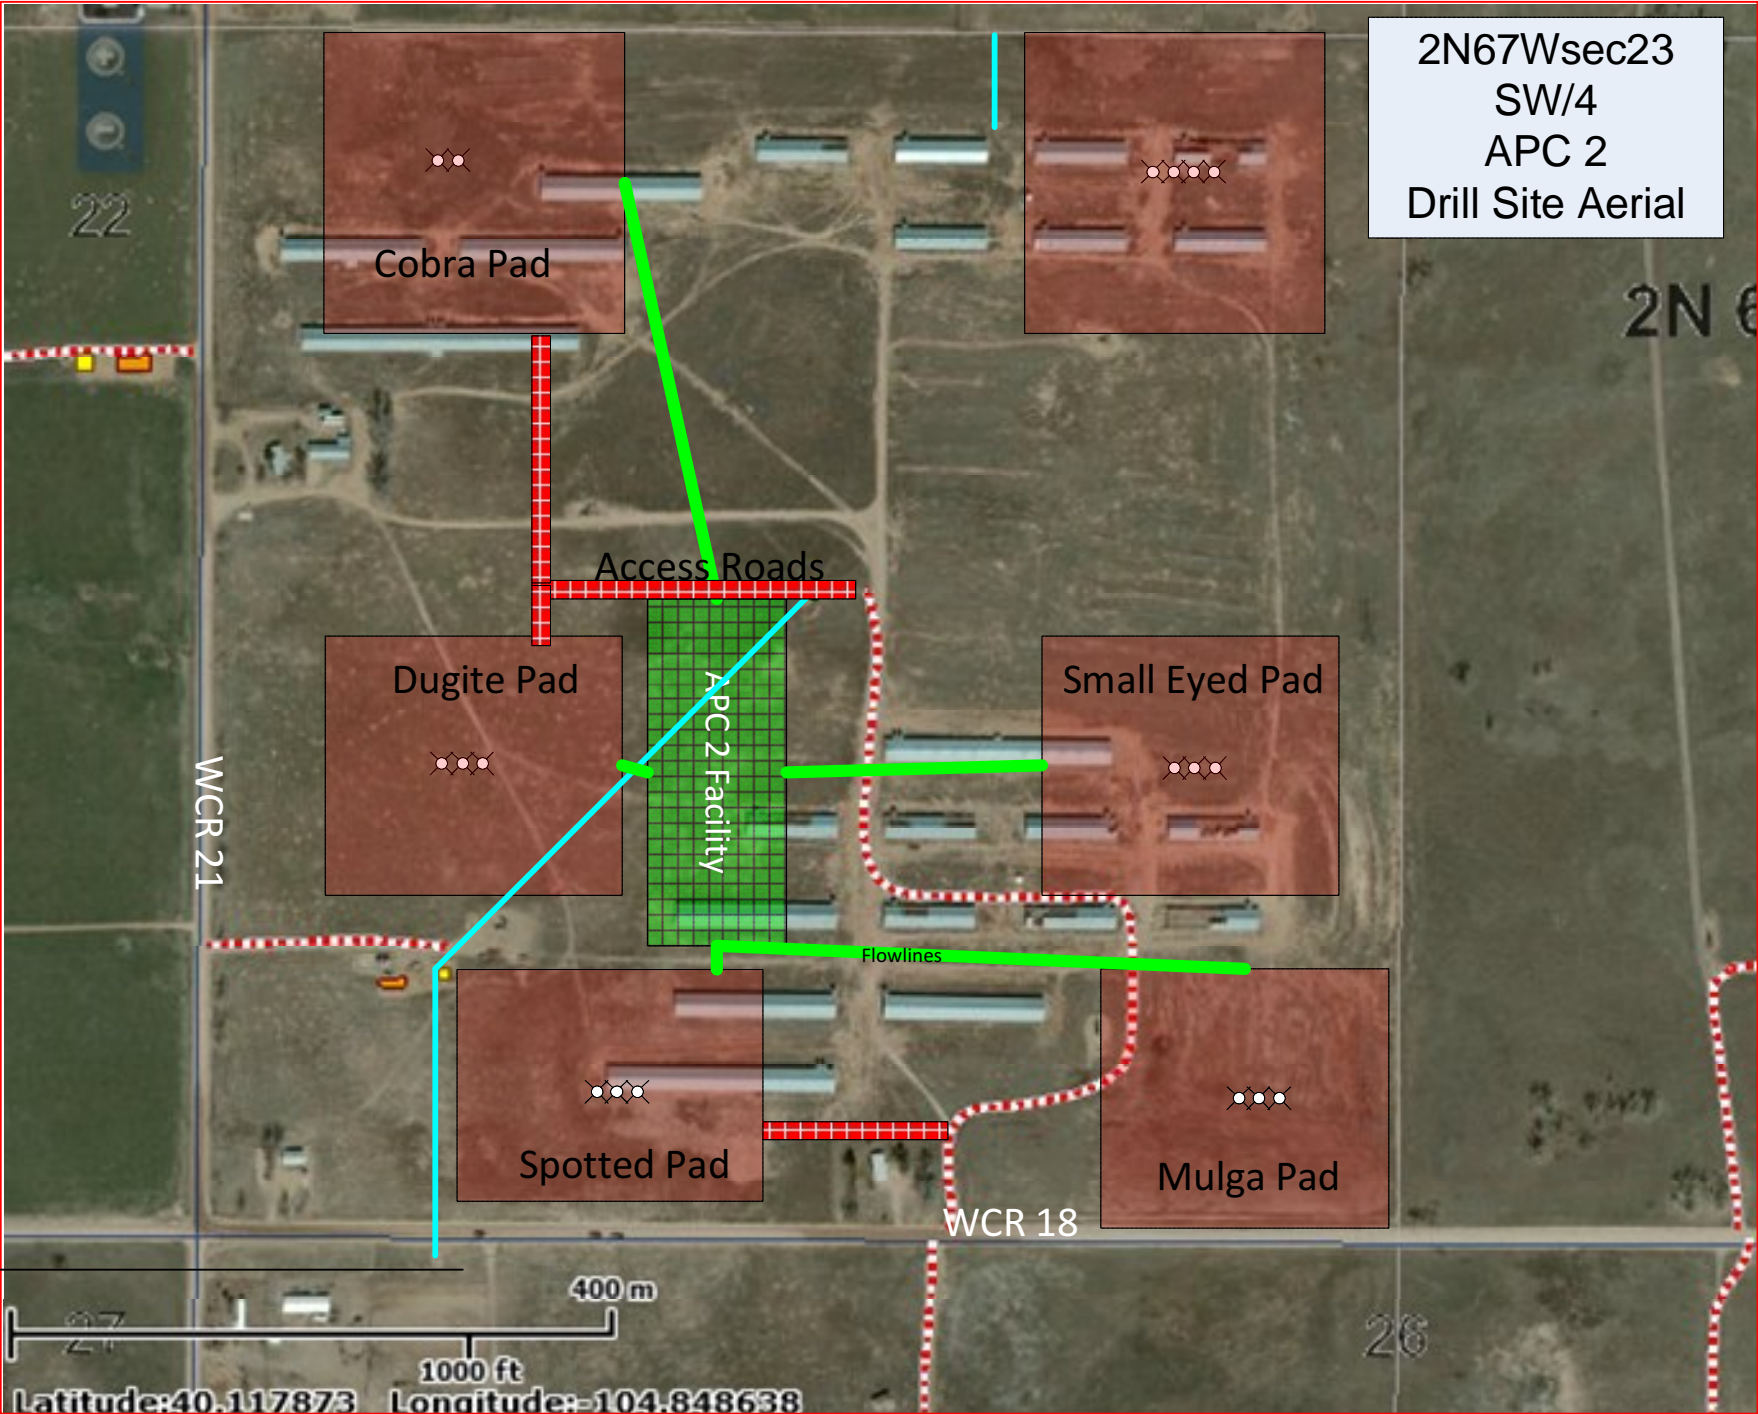 2N67Wsec23
SW/4
APC 2
Drill Site Aerial
22
2N 6
Cobra Pad
Access Roads
Dugite Pad
APC 2 Facility
Small Eyed Pad
WCR 21
Flowlines
Spotted Pad
Mulga Pad
WCR 18
400 m
27
26
1000 ft
Latitude:40.117873 Longitude:-104.848638